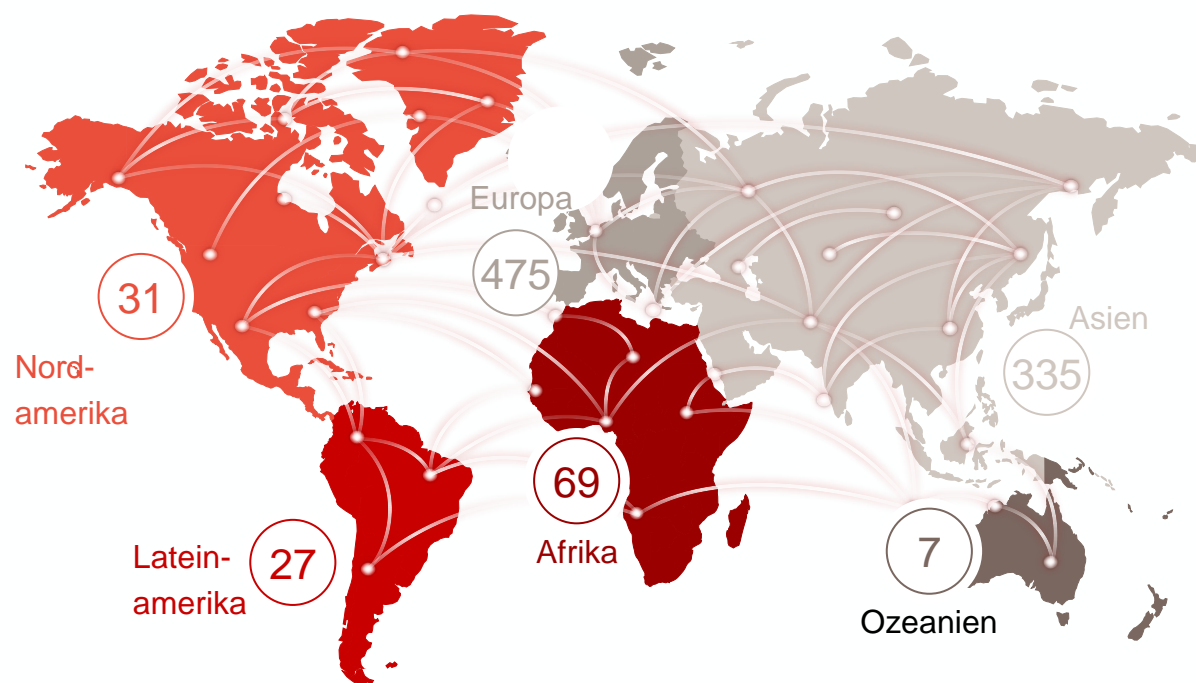 Europa
475
31
Nord-
amerika
Asien
335
69
Afrika
Latein-
amerika
27
7
Ozeanien